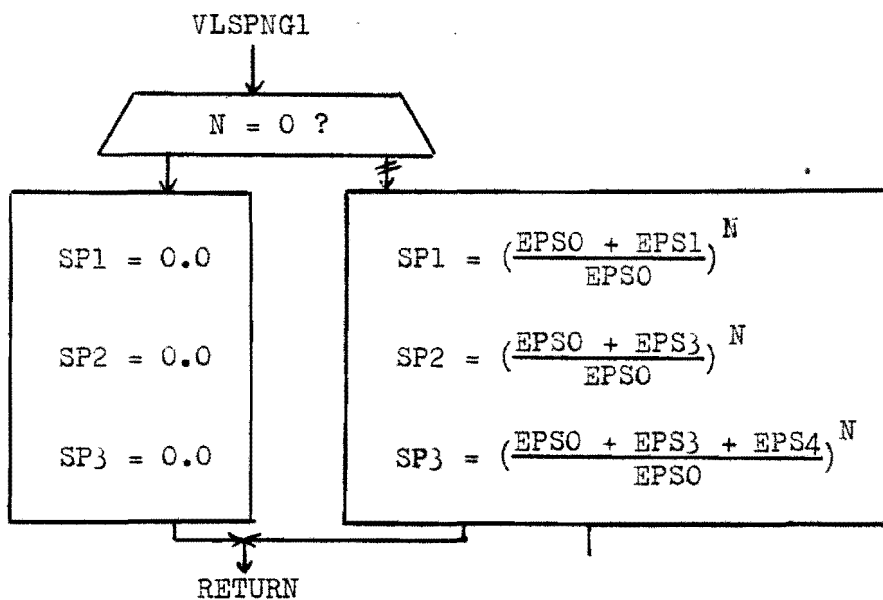 VLSPNG1
N = 0 ?
SP1 = 0.0
SP2 = 0.0
SP3 = 0.0
SP1 = (EPS0 + EPS1 / EPS0)^N
SP2 = (EPS0 + EPS3 / EPS0)^N
SP3 = (EPS0 + EPS3 + EPS4 / EPS0)^N
RETURN